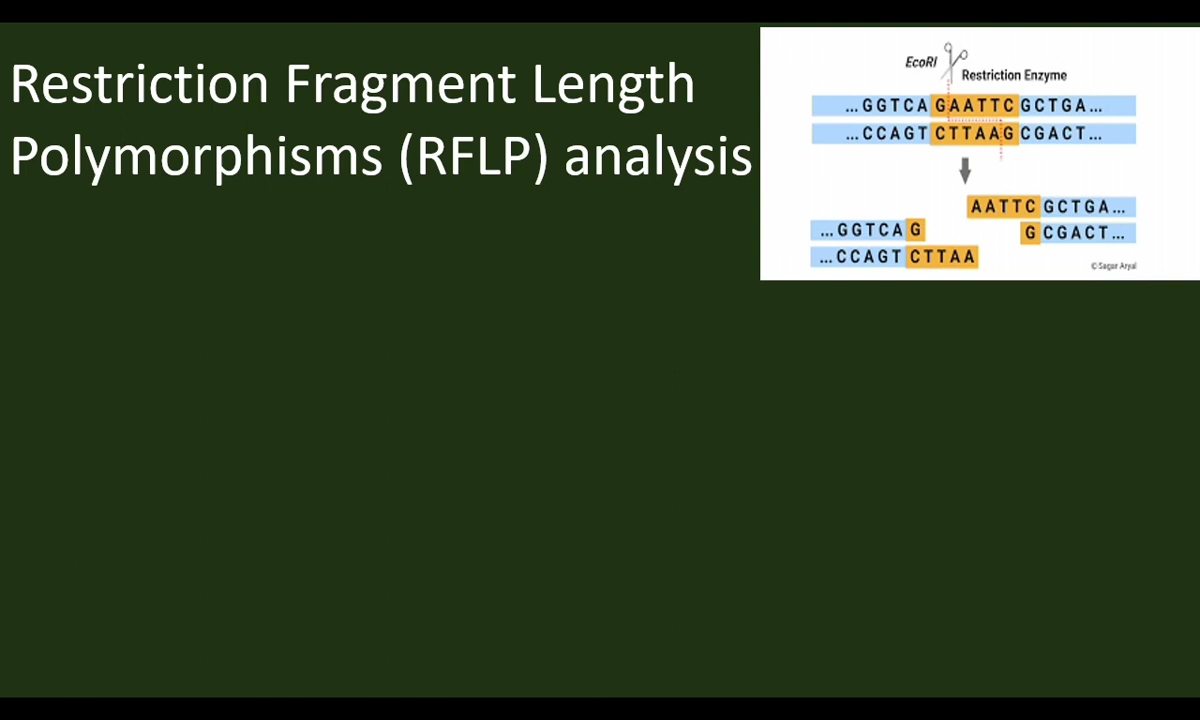 Restriction Fragment Length
Polymorphisms (RFLP) analysis
EcoRI
Restriction Enzyme
...GGTCAGAATTCGCTGA...
...CCAGTCTTAAGCGACT...
AATTCGCTGA...
GCGACT...
...GGTCAG
...CCAGTCTTAA
©Sagar Aryal